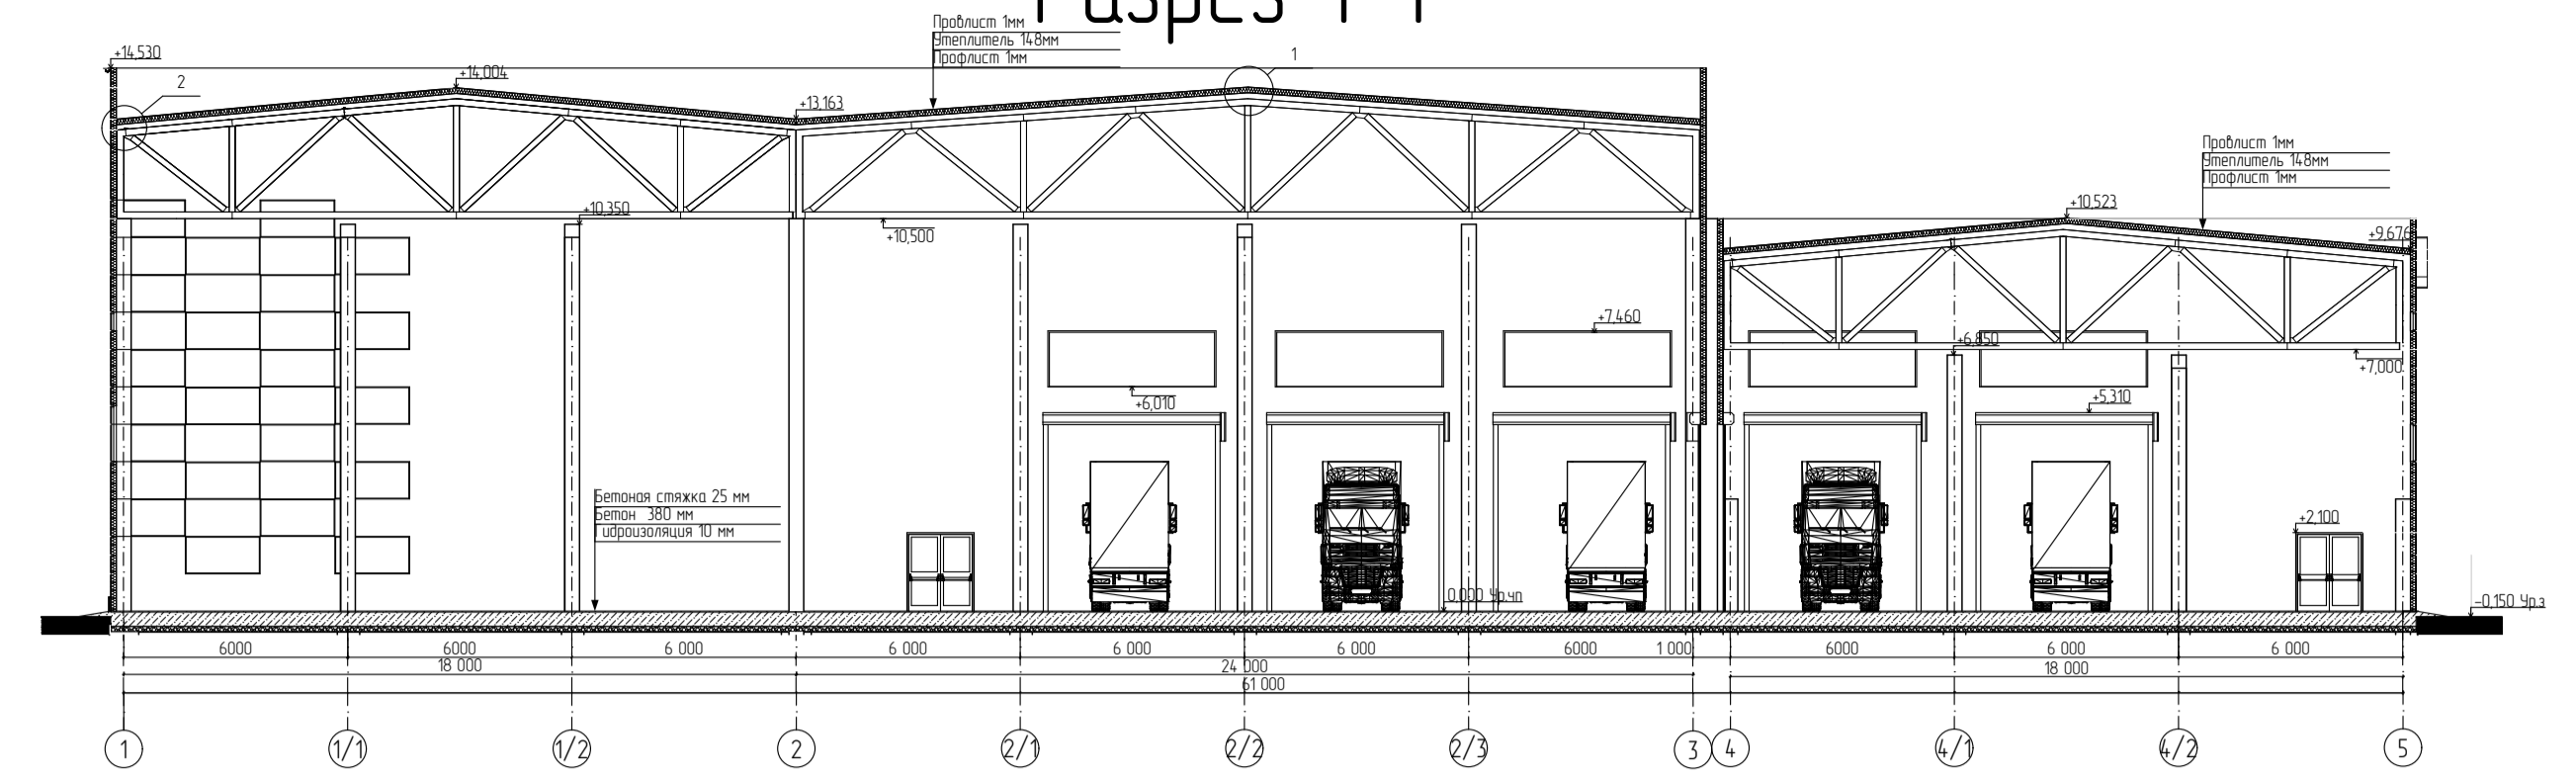 Разрез 1-1
Провлист 1мм
Утеплитель 148мм
Профлист 1мм
1
+14,530
+14,004
2
+13,163
Провлист 1мм
Утеплитель 148мм
Профлист 1мм
+10,350
+10,500
+10,523
+9,676
+7,460
+6,850
+7,000
+6,010
+5,310
Бетоная стяжка 25 мм
Бетон 380 мм
Гидроизоляция 10 мм
+2,100
0,000 Ур.чп
-0,150 Ур.з
6000 6000 6 000 6 000 6 000 6 000 6000 1 000 6000 6 000 6 000
18 000 24 000 18 000
61 000
1 1/1 1/2 2 2/1 2/2 2/3 3 4 4/1 4/2 5